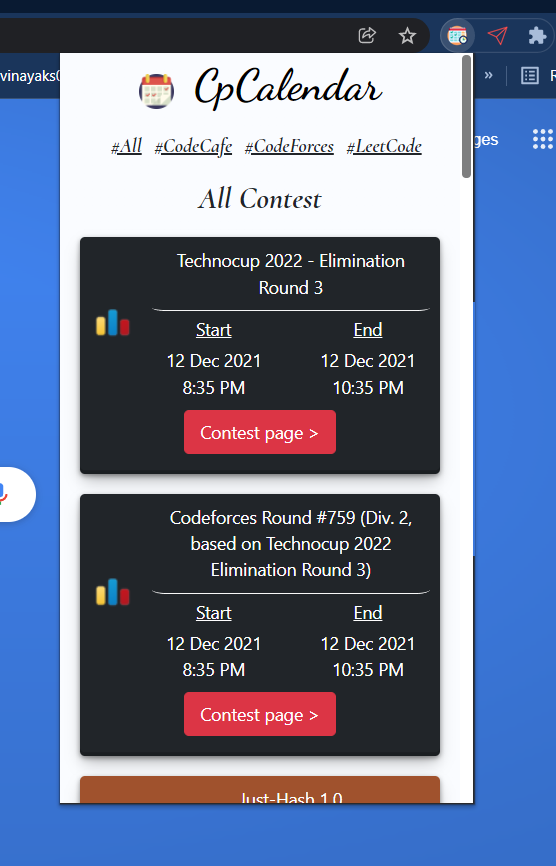 vinayaks
»
CpCalendar
#All #CodeCafe #CodeForces #LeetCode
All Contest
Technocup 2022 - Elimination
Round 3
Start End
12 Dec 2021 12 Dec 2021
8:35 PM 10:35 PM
Contest page >
Codeforces Round #759 (Div. 2,
based on Technocup 2022
Elimination Round 3)
Start End
12 Dec 2021 12 Dec 2021
8:35 PM 10:35 PM
Contest page >
Just-Hash 1.0